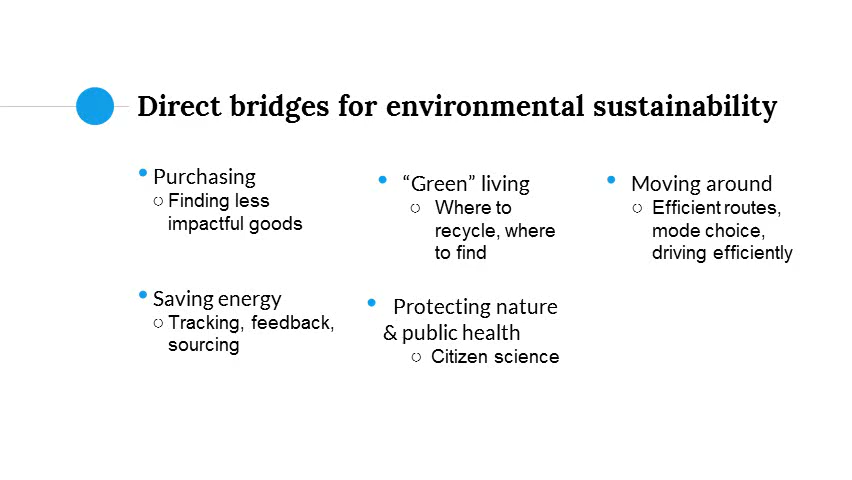 Direct bridges for environmental sustainability
• Purchasing
○ Finding less
impactful goods
• Saving energy
○ Tracking, feedback,
sourcing
• “Green” living
○ Where to
recycle, where
to find
• Protecting nature
& public health
○ Citizen science
• Moving around
○ Efficient routes,
mode choice,
driving efficiently